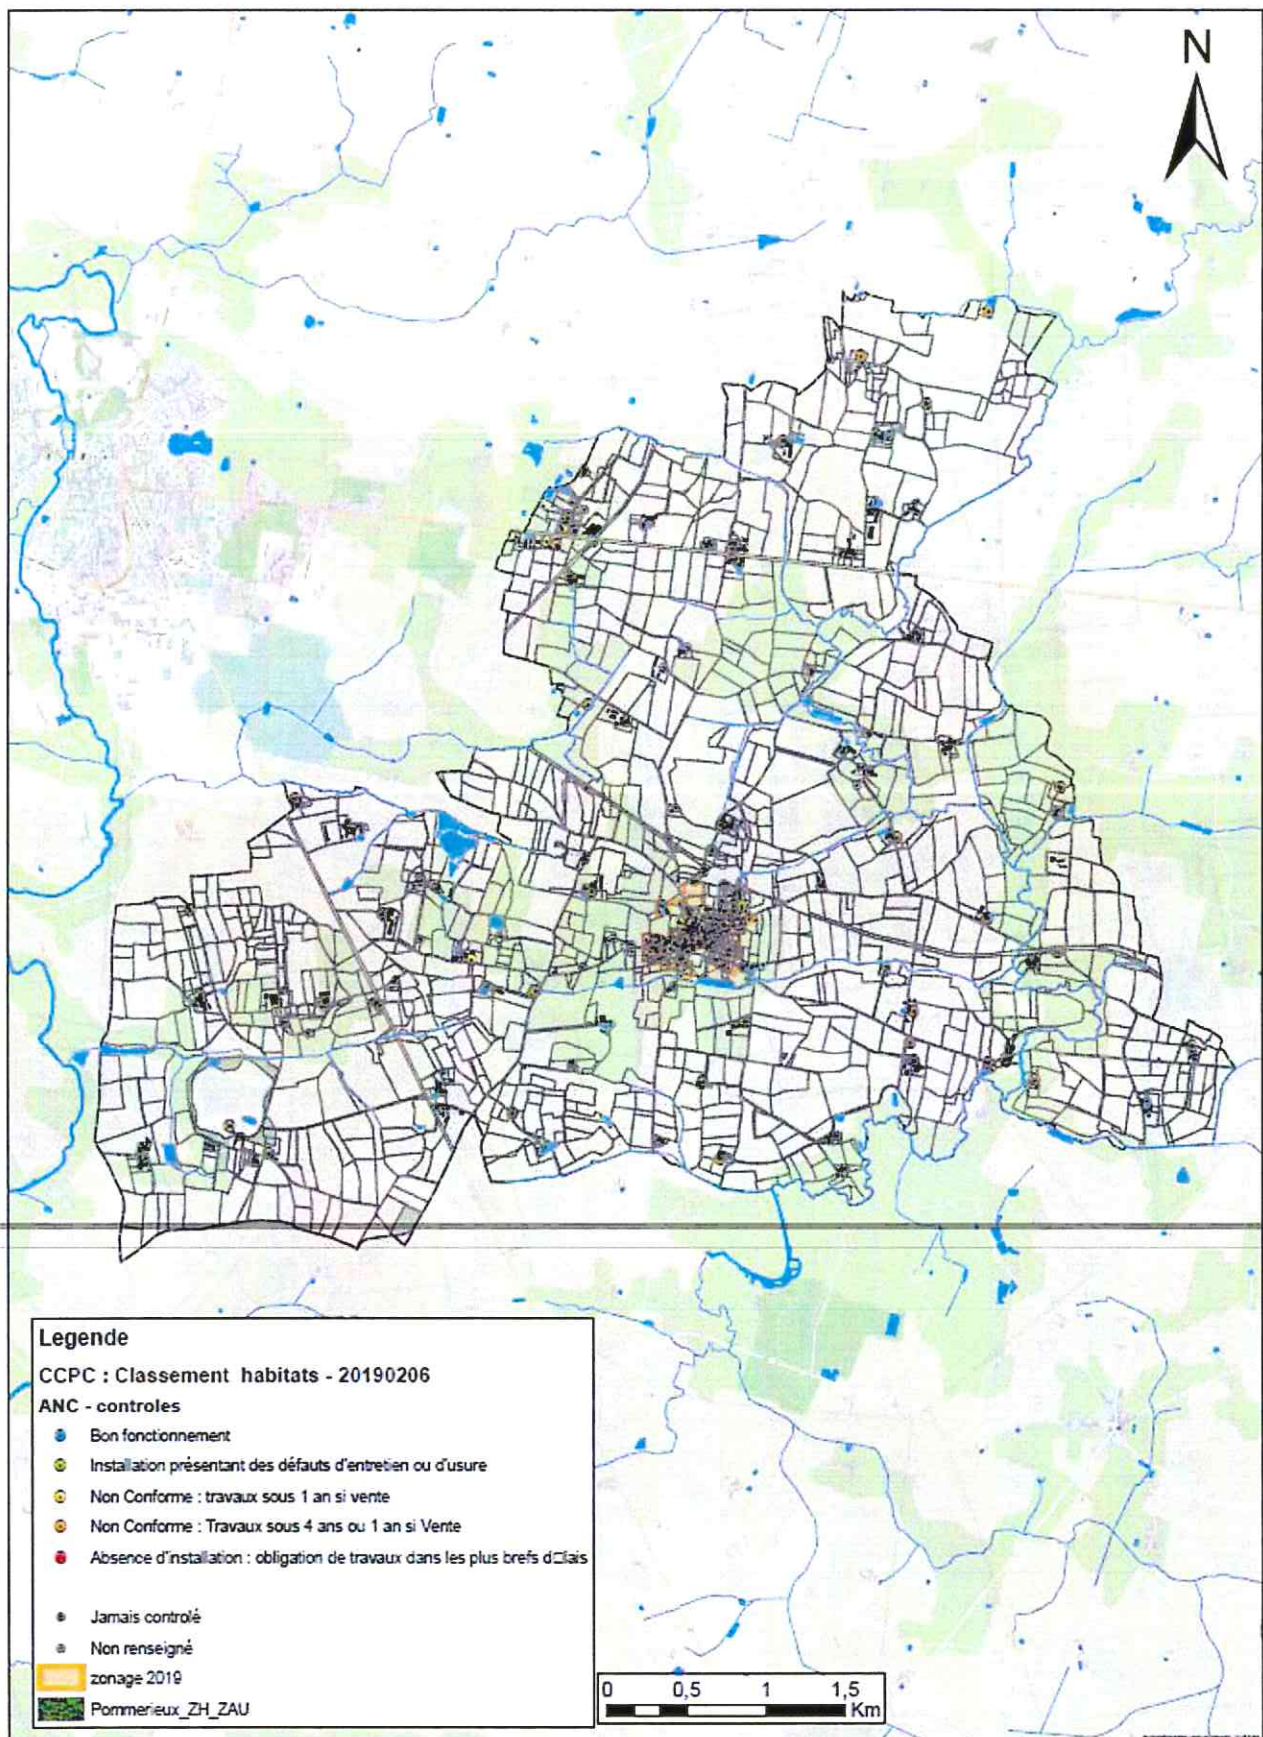 N
Legende
CCPC : Classement habitats - 20190206
ANC - controles
Bon fonctionnement
Installation présentant des défauts d'entretien ou d'usure
Non Conforme : travaux sous 1 an si vente
Non Conforme : Travaux sous 4 ans ou 1 an si Vente
Absence d'installation : obligation de travaux dans les plus brefs d□lais
Jamais controlé
Non renseigné
zonage 2019
Pommerieux_ZH_ZAU
0 0,5 1 1,5
Km